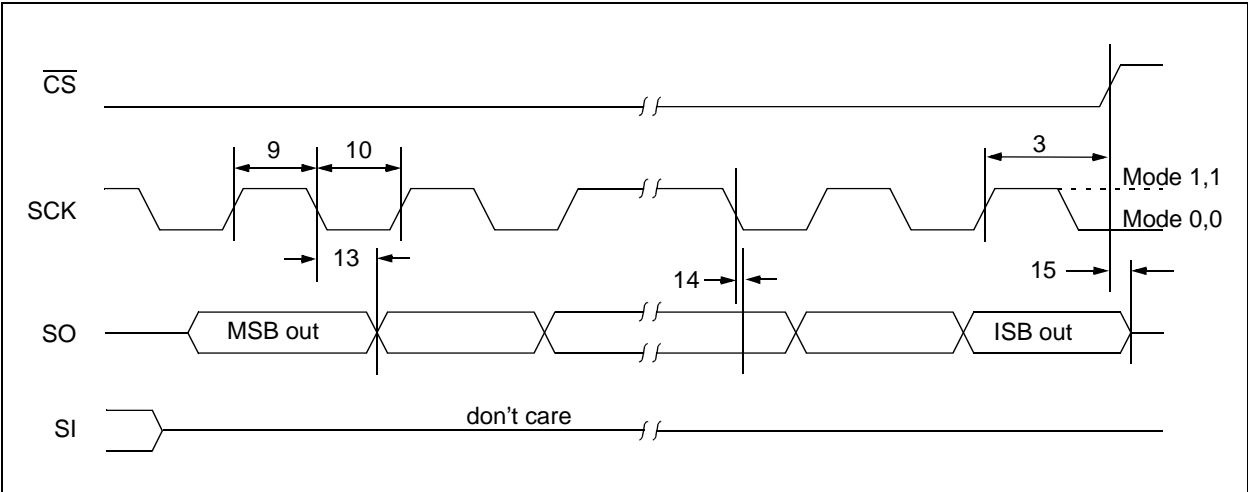 CS
9
10
3
Mode 1,1
SCK
Mode 0,0
13
14
15
SO
MSB out
ISB out
don't care
SI